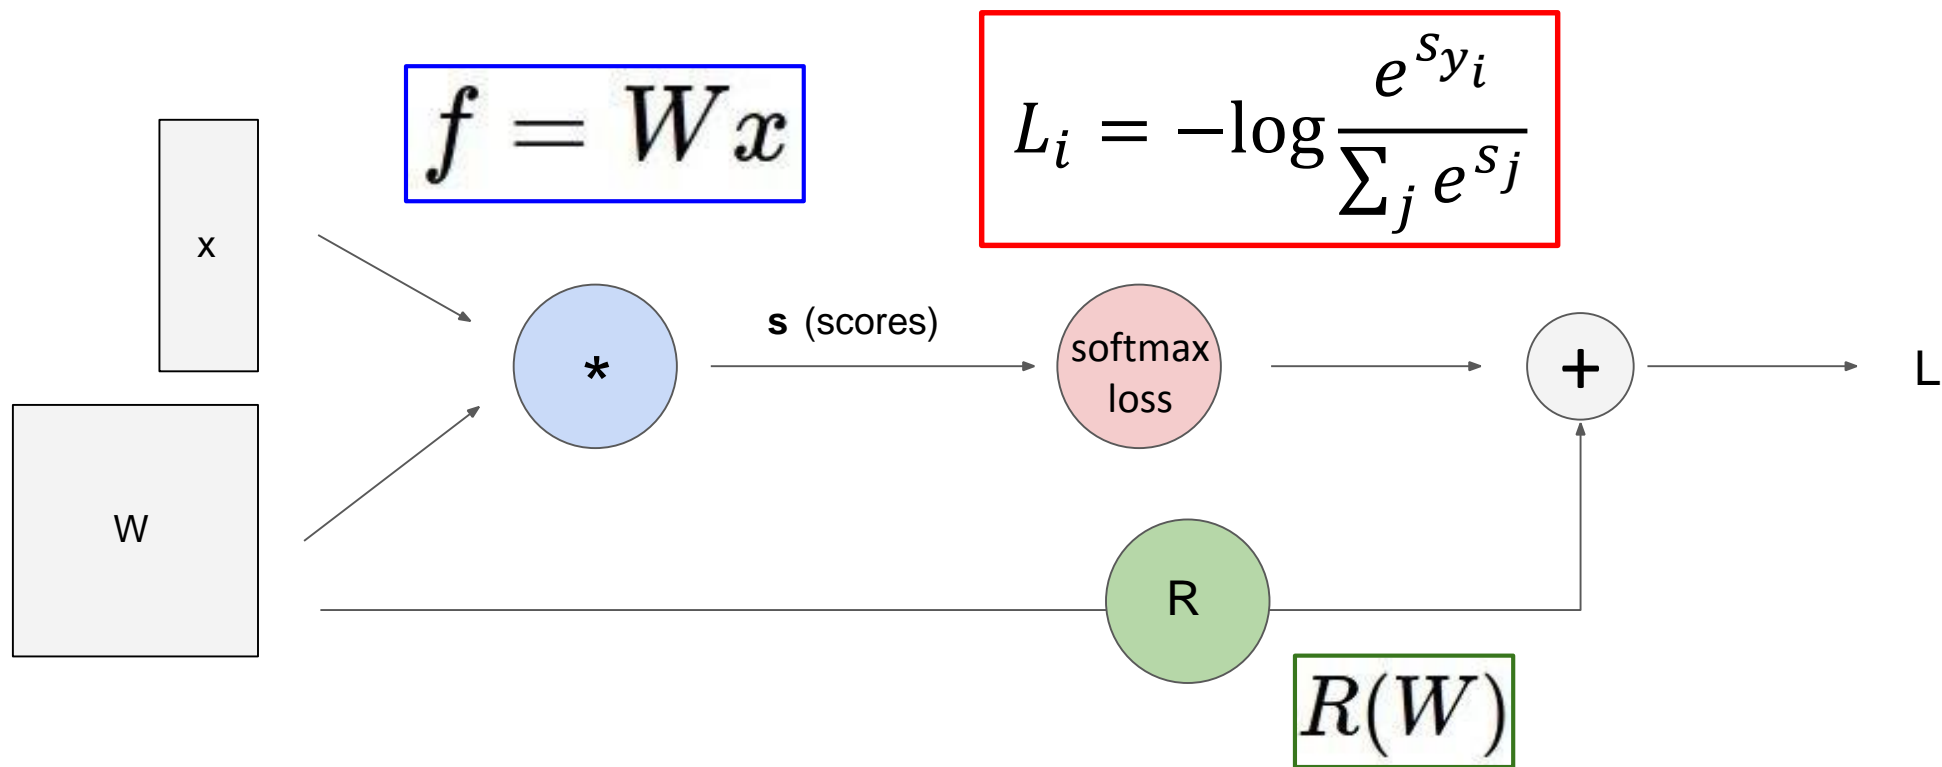 f = Wx
L_i = −log e^{s_{y_i}} / ∑_j e^{s_j}
x
s (scores)
*
softmax
loss
+
L
W
R
R(W)